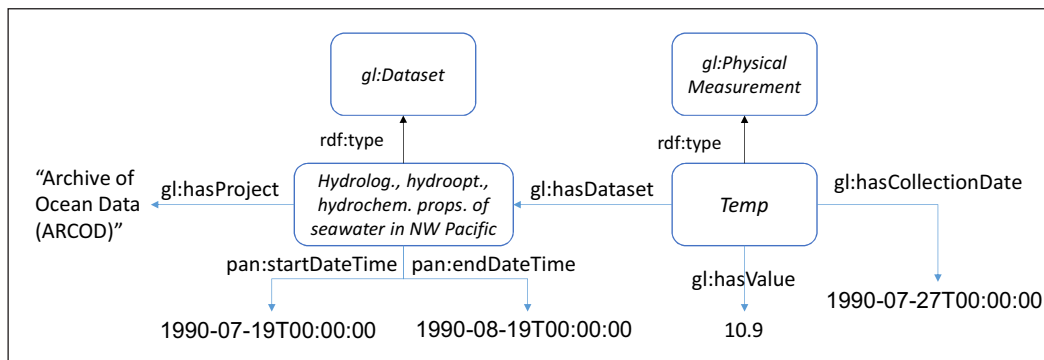 gl:Dataset
gl:Physical
Measurement
rdf:type
rdf:type
“Archive of
Ocean Data
(ARCOD)”
gl:hasProject
Hydrolog., hydroopt.,
hydrochem. props. of
seawater in NW Pacific
gl:hasDataset
Temp
gl:hasCollectionDate
pan:startDateTime
pan:endDateTime
gl:hasValue
1990-07-19T00:00:00
1990-08-19T00:00:00
10.9
1990-07-27T00:00:00